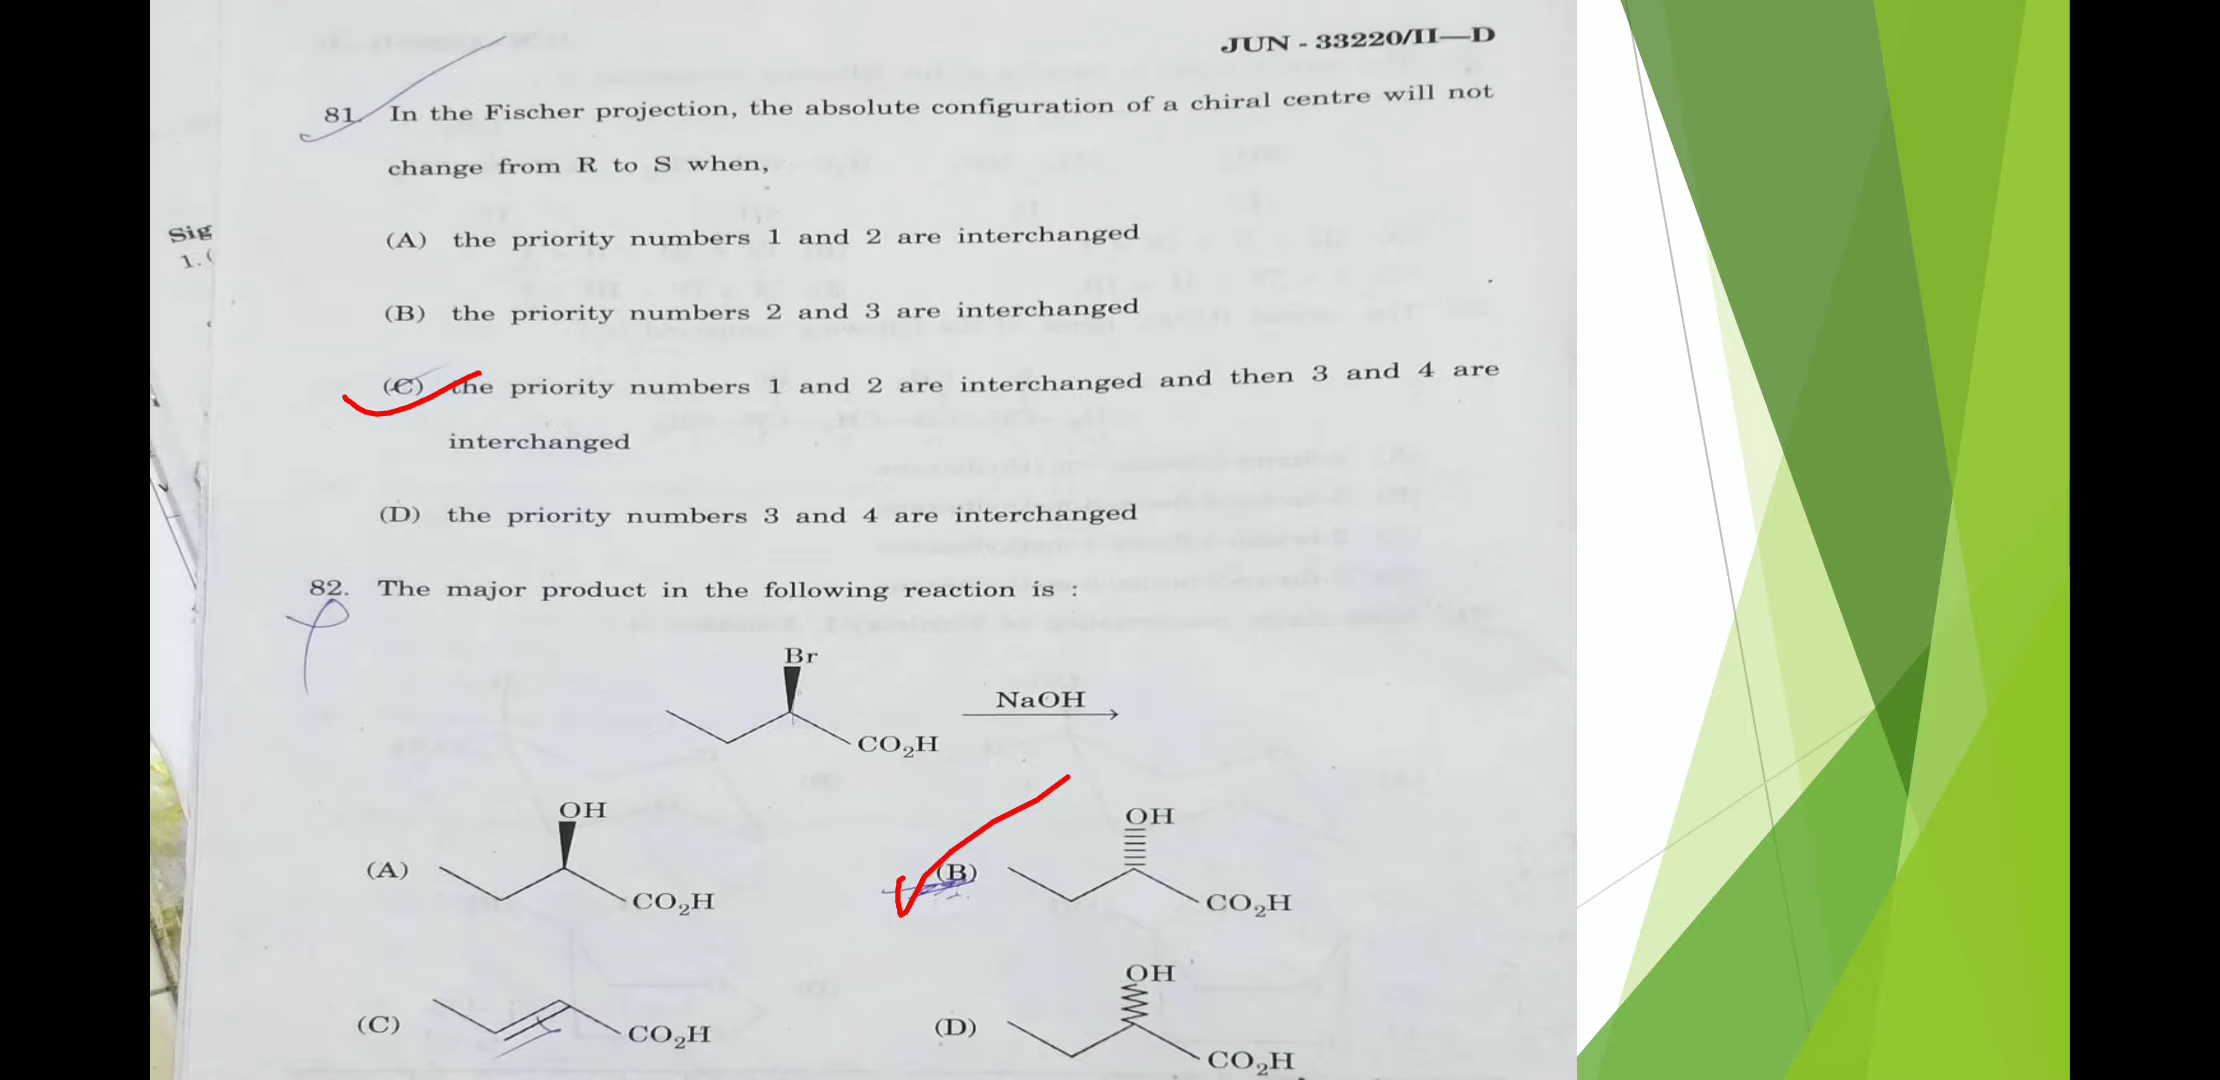 JUN - 33220/II—D
81. In the Fischer projection, the absolute configuration of a chiral centre will not
change from R to S when,
Sig
1. (
(A) the priority numbers 1 and 2 are interchanged
(B) the priority numbers 2 and 3 are interchanged
(C) the priority numbers 1 and 2 are interchanged and then 3 and 4 are
interchanged
(D) the priority numbers 3 and 4 are interchanged
82. The major product in the following reaction is :
Br
NaOH
CO₂H
OH
(A)
CO₂H
OH
(B)
CO₂H
(C)
CO₂H
OH
(D)
CO₂H